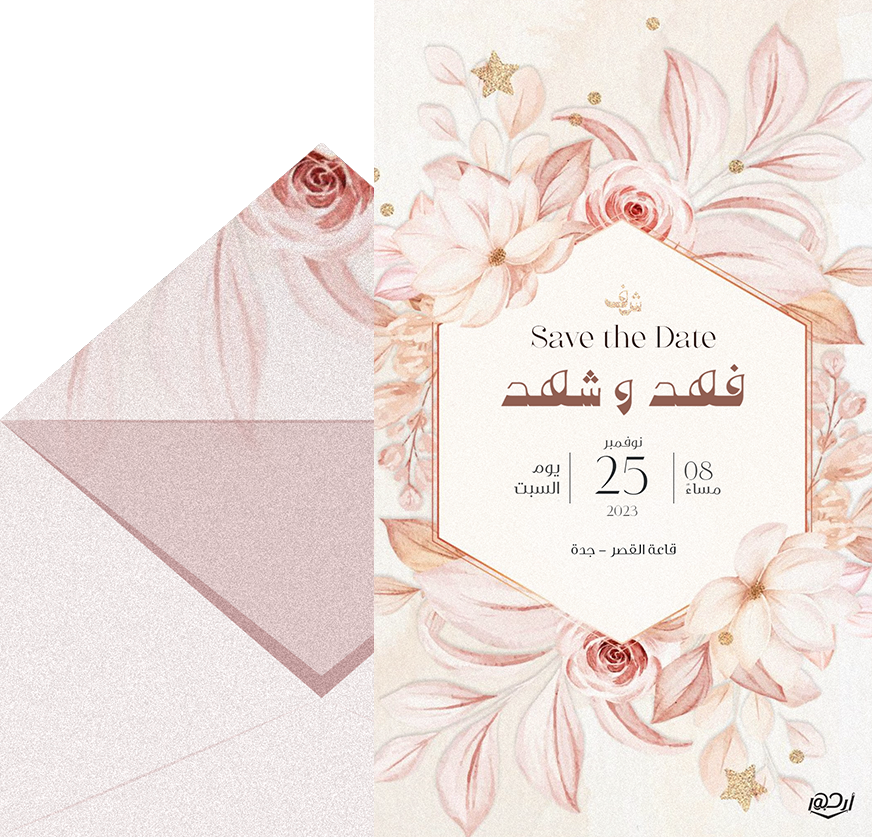 Save the Date
فهد و شهد
نوفمبر
08 مساءً
25
يوم السبت
2023
قاعة القصر - جدة